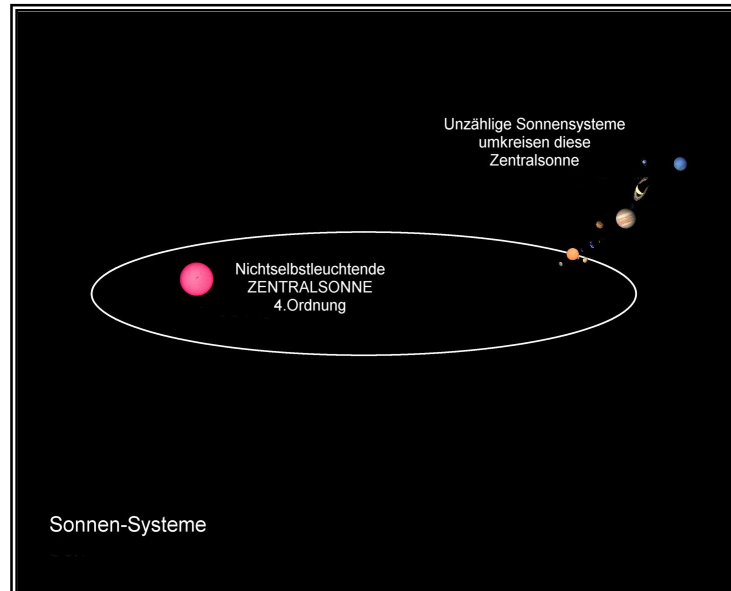 Unzählige Sonnensysteme
umkreisen diese
Zentralsonne
Nichtselbstleuchtende
ZENTRALSONNE
4.Ordnung
Sonnen-Systeme